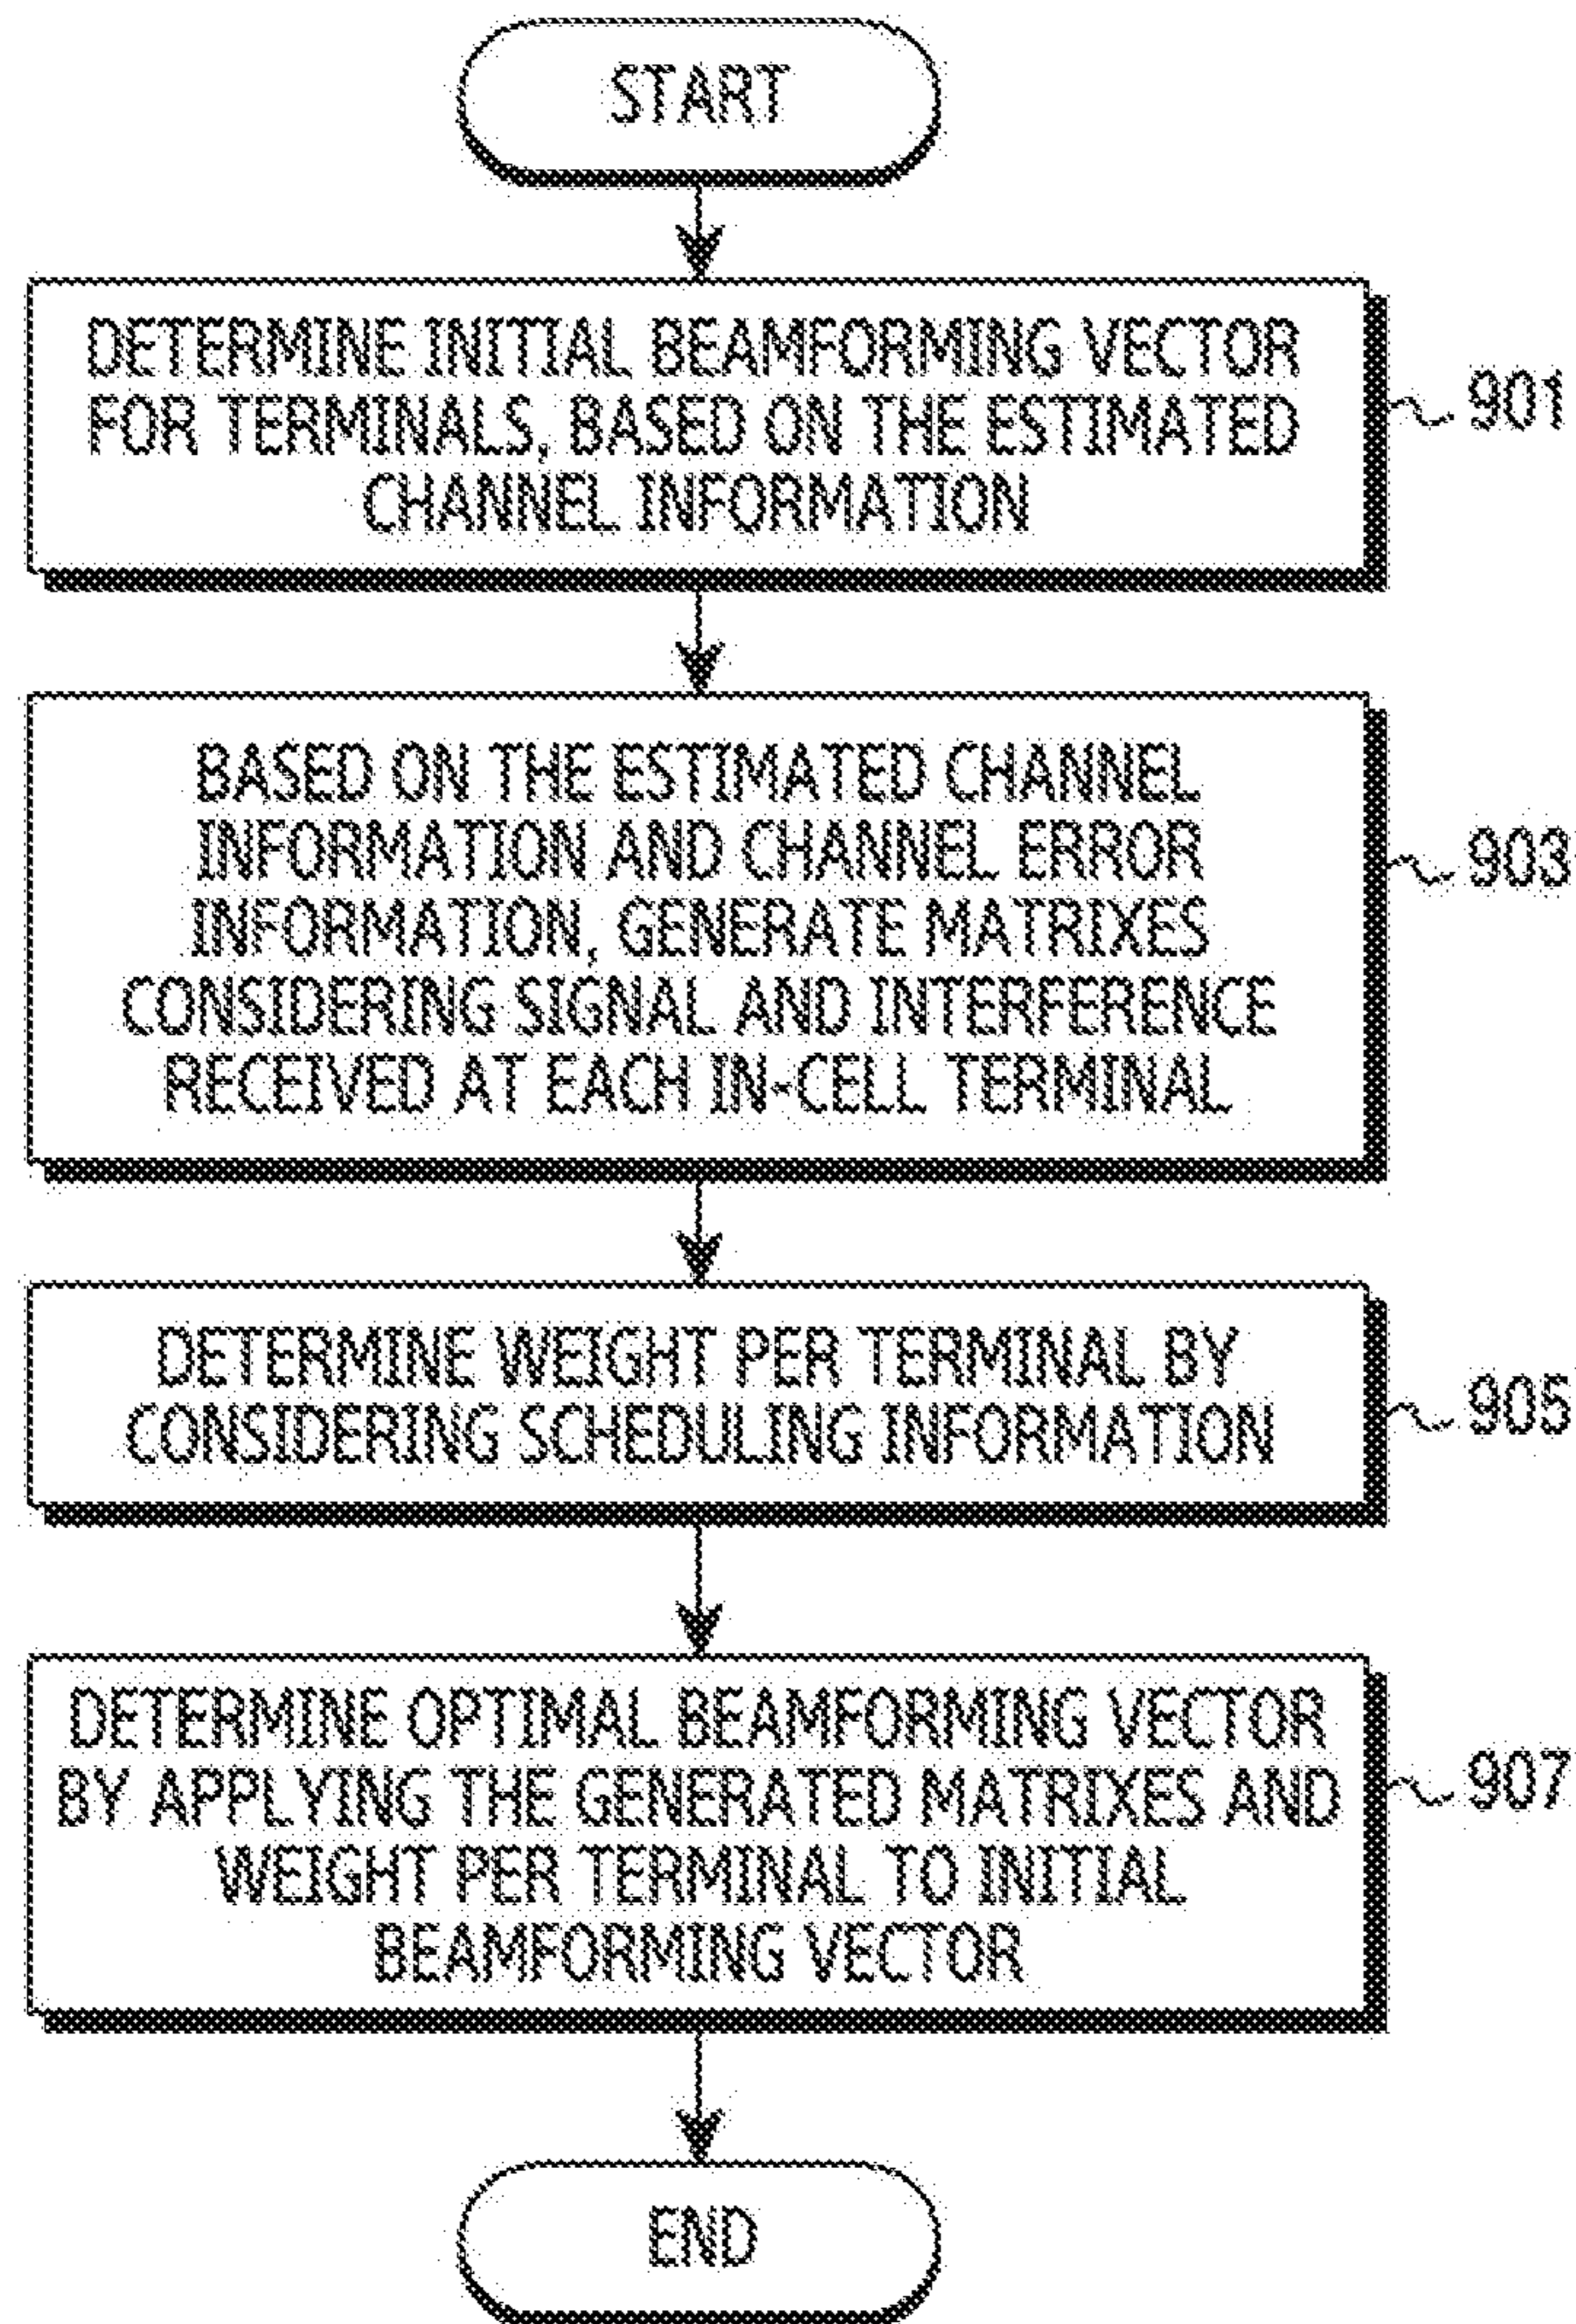 START
DETERMINE INITIAL BEAMFORMING VECTOR
FOR TERMINALS, BASED ON THE ESTIMATED
CHANNEL INFORMATION
901
BASED ON THE ESTIMATED CHANNEL
INFORMATION AND CHANNEL ERROR
INFORMATION, GENERATE MATRIXES
CONSIDERING SIGNAL AND INTERFERENCE
RECEIVED AT EACH IN-CELL TERMINAL
903
DETERMINE WEIGHT PER TERMINAL BY
CONSIDERING SCHEDULING INFORMATION
905
DETERMINE OPTIMAL BEAMFORMING VECTOR
BY APPLYING THE GENERATED MATRIXES AND
WEIGHT PER TERMINAL TO INITIAL
BEAMFORMING VECTOR
907
END